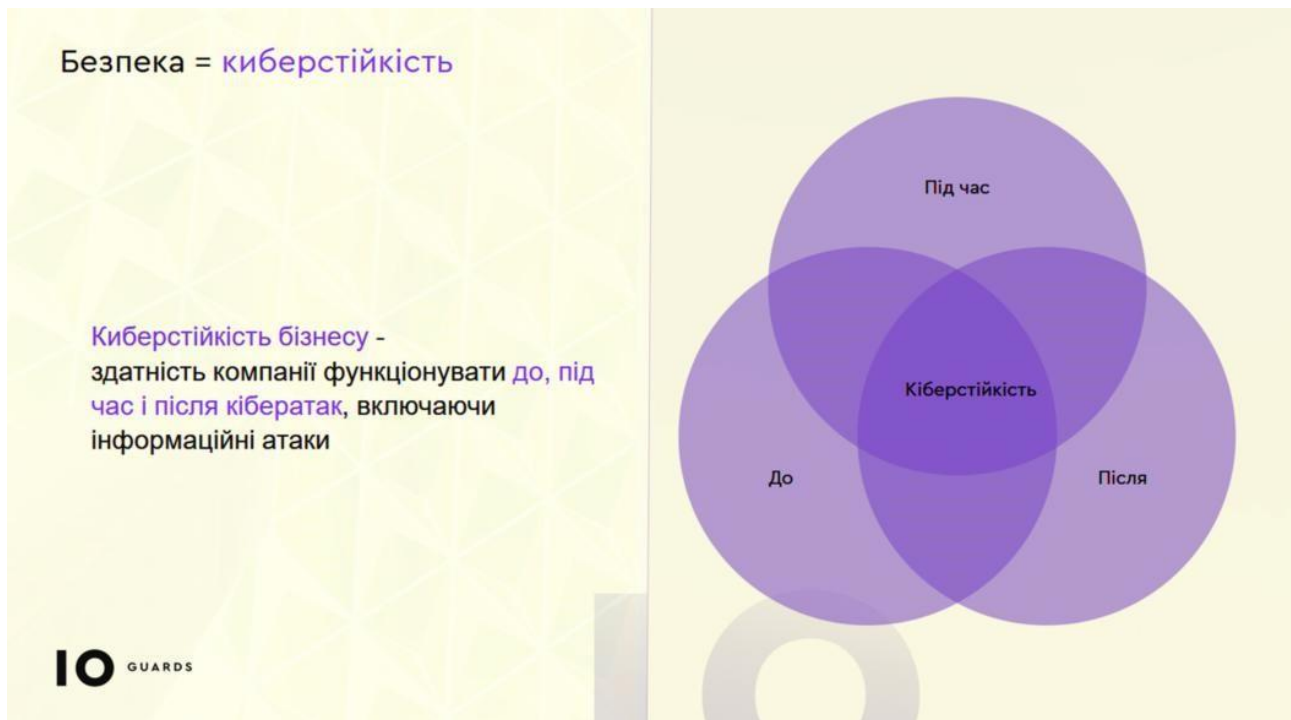 Безпека = киберстійкість
Киберстійкість бізнесу -
здатність компанії функціонувати до, під
час і після кібератак, включаючи
інформаційні атаки
Під час
Кіберстійкість
До
Після
IO GUARDS
IO